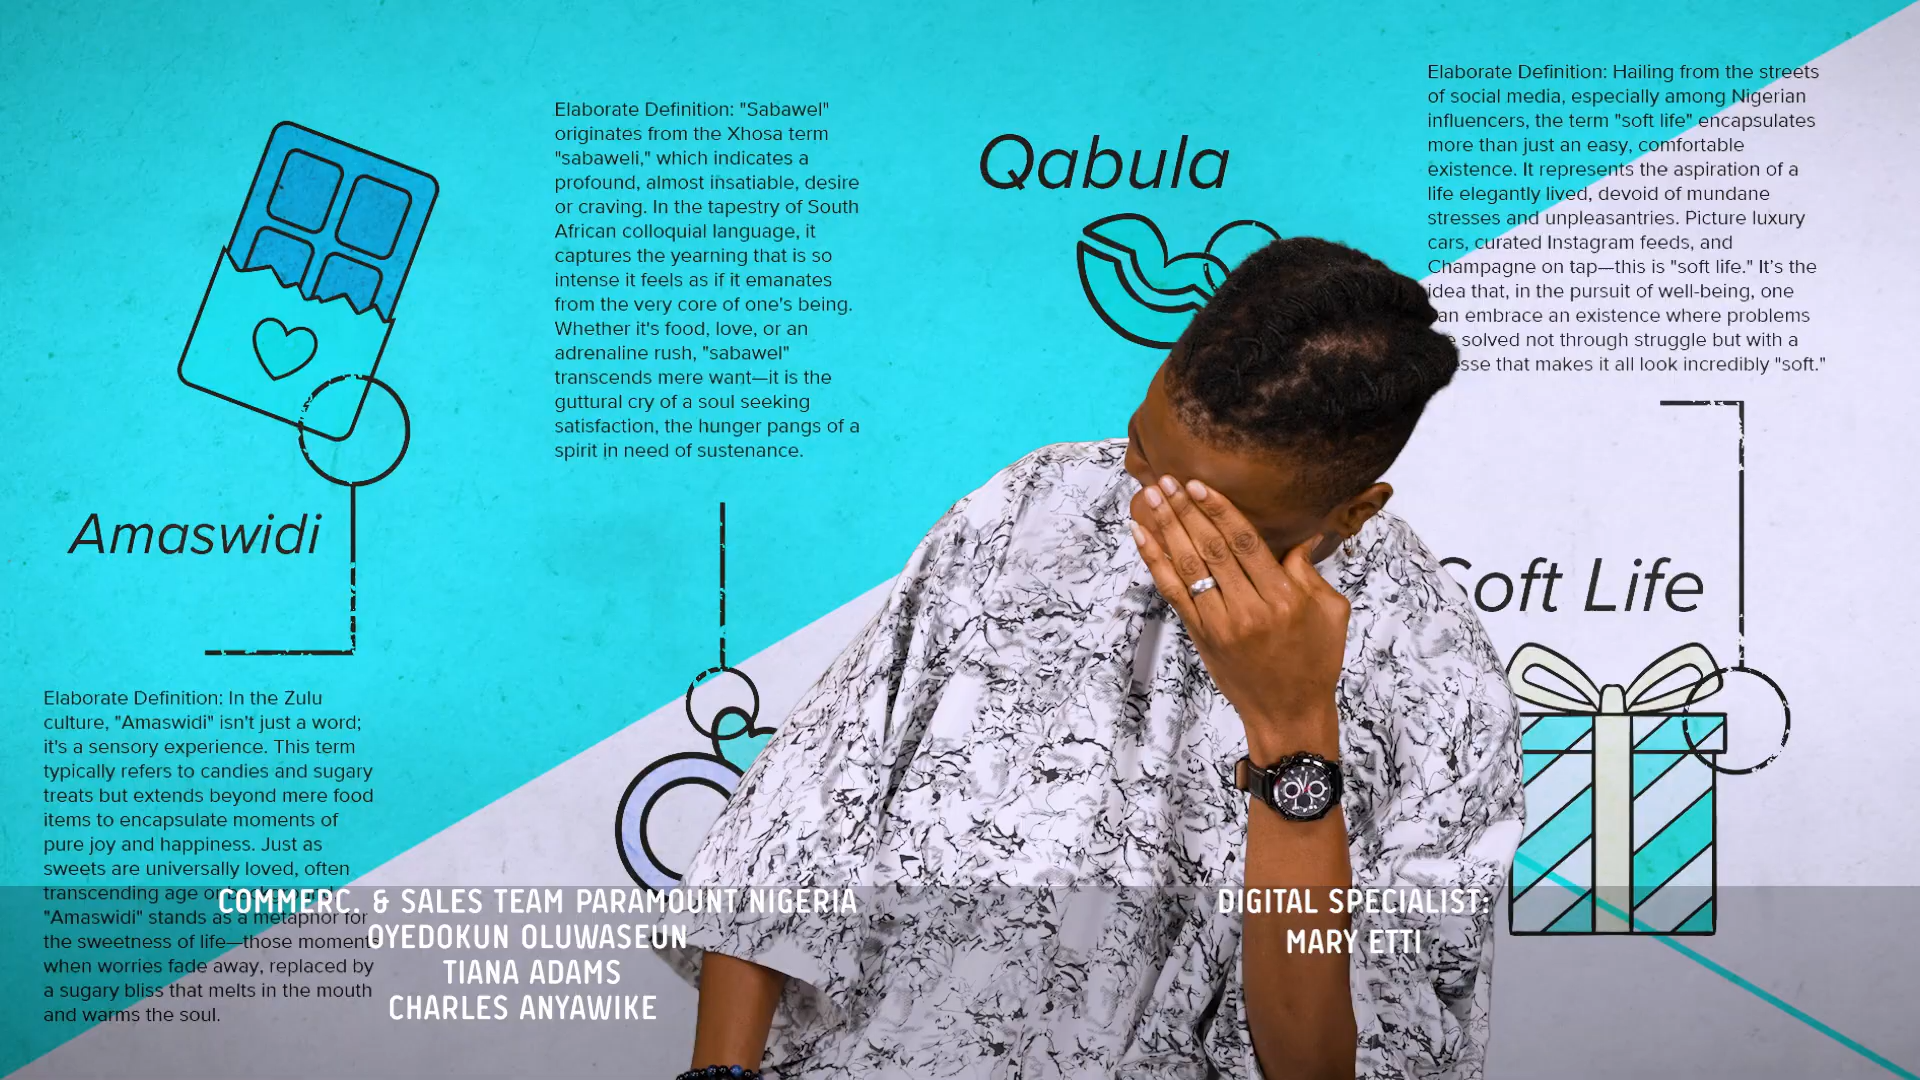 Amaswidi
Elaborate Definition: In the Zulu
culture, "Amaswidi" isn't just a word;
it's a sensory experience. This term
typically refers to candies and sugary
treats but extends beyond mere food
items to encapsulate moments of
pure joy and happiness. Just as
sweets are universally loved, often
transcending age or
"Amaswidi" stands as a metaphor for
the sweetness of life—those moments
when worries fade away, replaced by
a sugary bliss that melts in the mouth
and warms the soul.
Elaborate Definition: "Sabawel"
originates from the Xhosa term
"sabaweli," which indicates a
profound, almost insatiable, desire
or craving. In the tapestry of South
African colloquial language, it
captures the yearning that is so
intense it feels as if it emanates
from the very core of one's being.
Whether it's food, love, or an
adrenaline rush, "sabawel"
transcends mere want—it is the
guttural cry of a soul seeking
satisfaction, the hunger pangs of a
spirit in need of sustenance.
Qabula
Elaborate Definition: Hailing from the streets
of social media, especially among Nigerian
influencers, the term "soft life" encapsulates
more than just an easy, comfortable
existence. It represents the aspiration of a
life elegantly lived, devoid of mundane
stresses and unpleasantries. Picture luxury
cars, curated Instagram feeds, and
Champagne on tap—this is "soft life." It's the
idea that, in the pursuit of well-being, one
embrace an existence where problems
solved not through struggle but with a
that makes it all look incredibly "soft."
Soft Life
COMMERC. & SALES TEAM PARAMOUNT NIGERIA
OYEDOKUN OLUWASEUN
TIANA ADAMS
CHARLES ANYAWIKE
DIGITAL SPECIALIST:
MARY ETTI